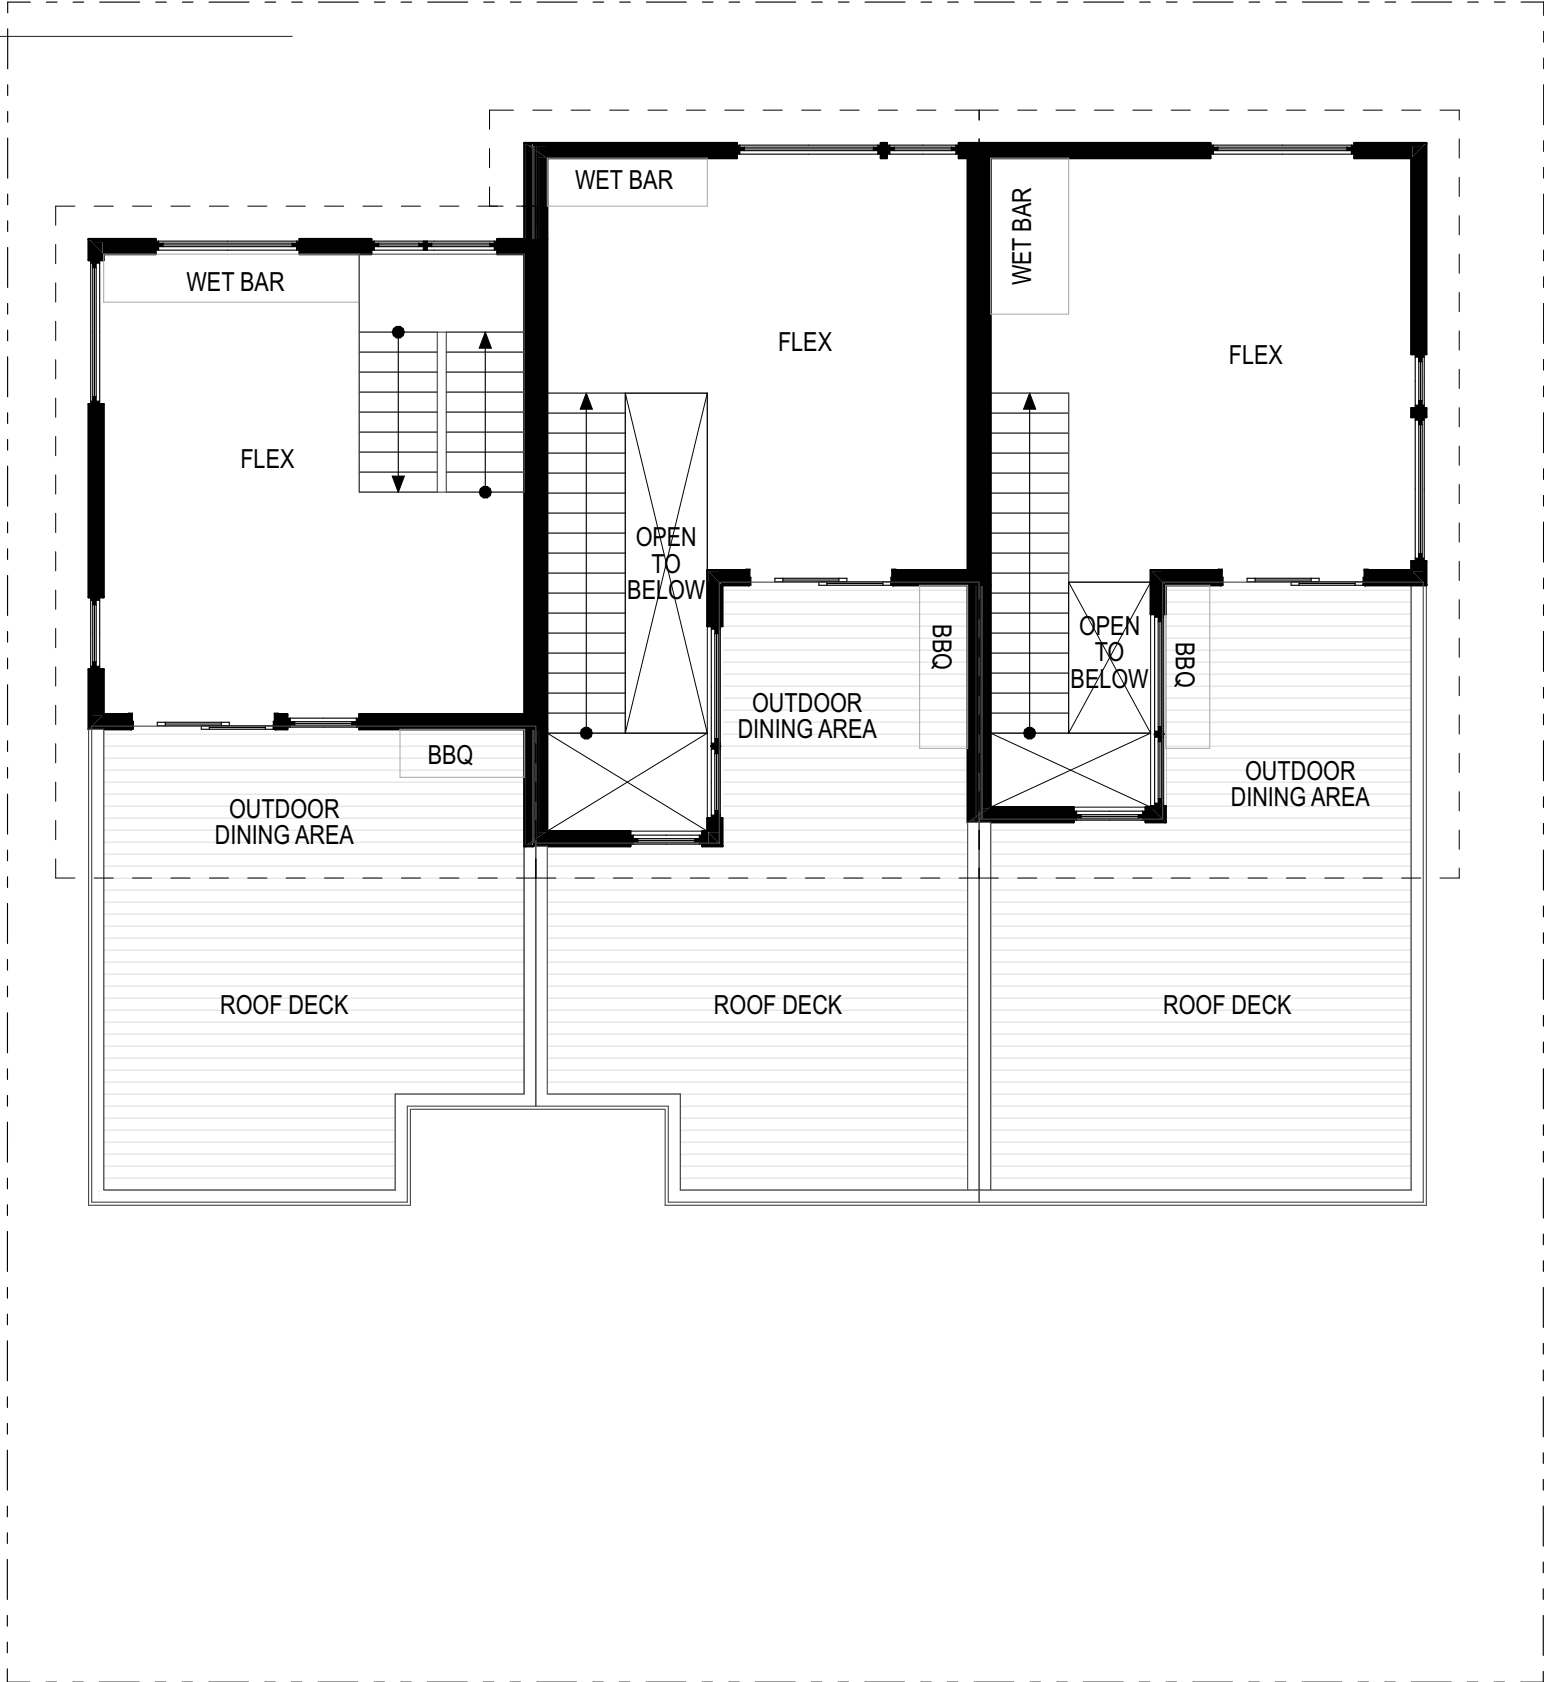 WET BAR
WET BAR
WET BAR
FLEX
FLEX
FLEX
OPEN
TO
BELOW
OPEN
TO
BELOW
BBQ
BBQ
OUTDOOR
DINING AREA
BBQ
OUTDOOR
DINING AREA
OUTDOOR
DINING AREA
ROOF DECK
ROOF DECK
ROOF DECK